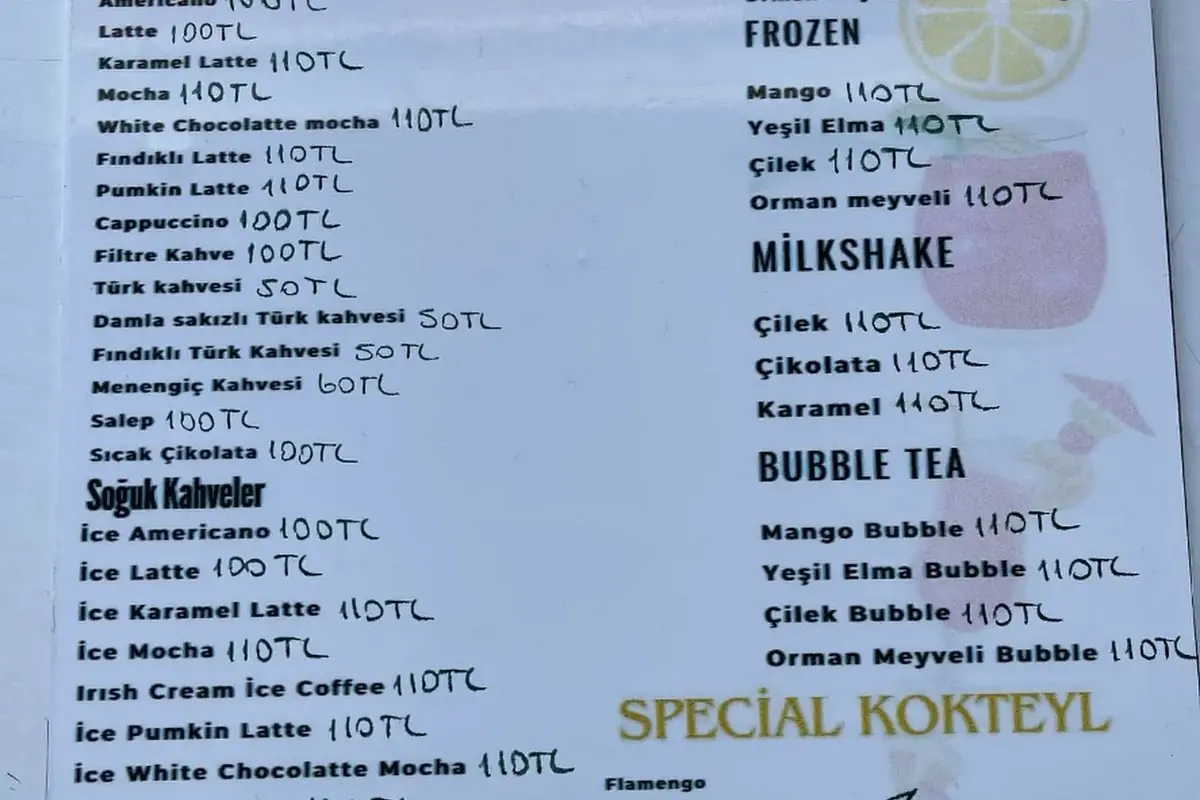 Americano 100TL
Latte 100TL
Karamel Latte 110TL
Mocha 110TL
White Chocolatte mocha 110TL
Fındıklı Latte 110TL
Pumkin Latte 110TL
Cappuccino 100TL
Filtre Kahve 100TL
Türk kahvesi 50TL
Damla sakızlı Türk kahvesi 50TL
Fındıklı Türk Kahvesi 50TL
Menengiç Kahvesi 60TL
Salep 100TL
Sıcak Çikolata 100TL
Soğuk Kahveler
İce Americano 100TL
İce Latte 100TL
İce Karamel Latte 110TL
İce Mocha 110TL
Irısh Cream İce Coffee 110TL
İce Pumkin Latte 110TL
İce White Chocolatte Mocha 110TL
FROZEN
Mango 110TL
Yeşil Elma 110TL
Çilek 110TL
Orman meyveli 110TL
MİLKSHAKE
Çilek 110TL
Çikolata 110TL
Karamel 110TL
BUBBLE TEA
Mango Bubble 110TL
Yeşil Elma Bubble 110TL
Çilek Bubble 110TL
Orman Meyveli Bubble 110TL
SPECİAL KOKTEYL
Flamengo